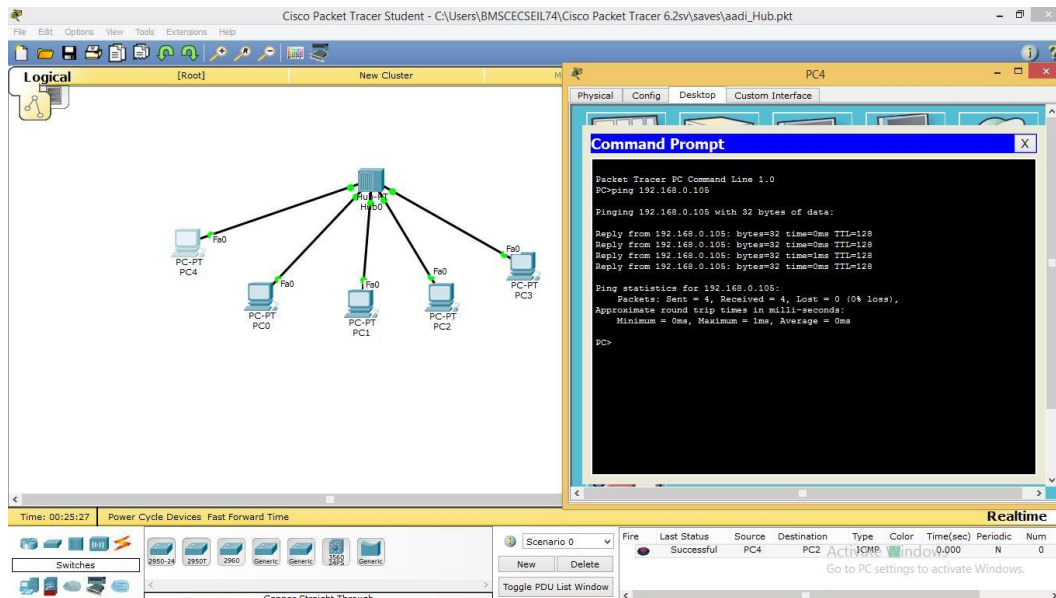 Cisco Packet Tracer Student - C:\Users\BMSCECSEIL74\Cisco Packet Tracer 6.2sv\saves\aadi_Hub.pkt
File Edit Options View Tools Extensions Help
Logical
[Root]
New Cluster
M
PC4
Physical Config Desktop Custom Interface
Command Prompt
X
Packet Tracer PC Command Line 1.0
PC>ping 192.168.0.105
Pinging 192.168.0.105 with 32 bytes of data:
Reply from 192.168.0.105: bytes=32 time=0ms TTL=128
Reply from 192.168.0.105: bytes=32 time=0ms TTL=128
Reply from 192.168.0.105: bytes=32 time=1ms TTL=128
Reply from 192.168.0.105: bytes=32 time=0ms TTL=128
Ping statistics for 192.168.0.105:
Packets: Sent = 4, Received = 4, Lost = 0 (0% loss),
Approximate round trip times in milli-seconds:
Minimum = 0ms, Maximum = 1ms, Average = 0ms
PC>
Hub-PT
Hub0
Fa0
PC-PT
PC4
Fa0
PC-PT
PC0
Fa0
PC-PT
PC1
Fa0
PC-PT
PC2
Fa0
PC-PT
PC3
Time: 00:25:27 Power Cycle Devices Fast Forward Time
Realtime
Switches
2950-24 2950T 2960 Generic Generic 3560 24PS Generic
Copper Straight-Through
Scenario 0
New Delete
Toggle PDU List Window
Fire Last Status Source Destination Type Color Time(sec) Periodic Num
Successful PC4 PC2 ICMP 0.000 N 0
Activate Windows
Go to PC settings to activate Windows.